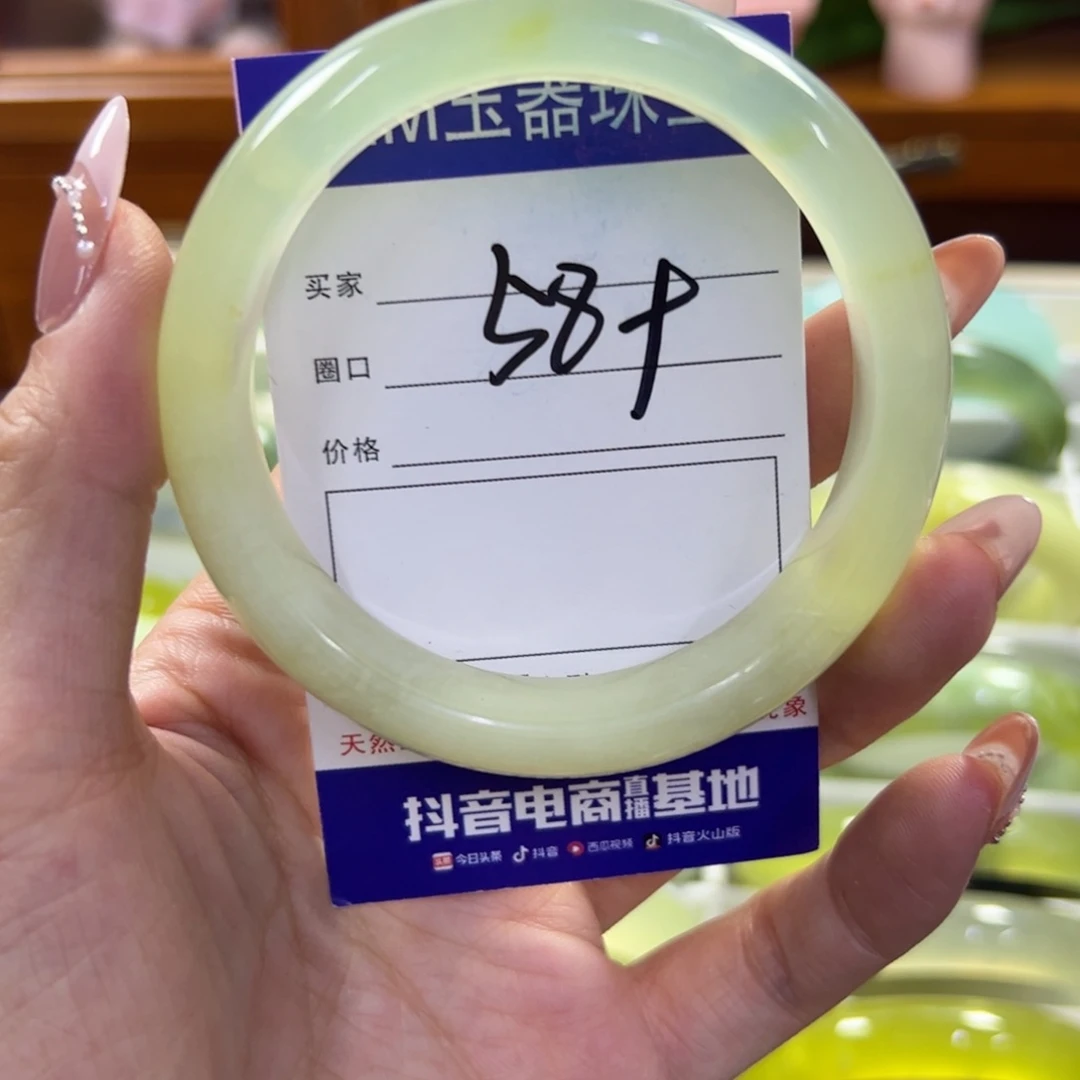 M玉器珠
买家
58+
圈口
价格
天然
象
抖音电商直播基地
今日头条 抖音 西瓜视频 抖音火山版